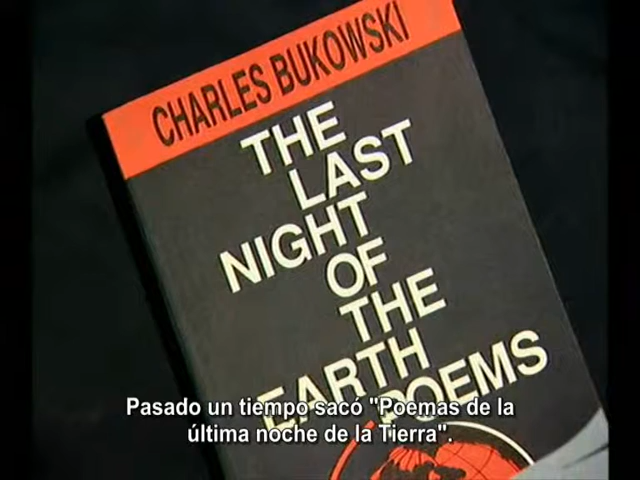 CHARLES BUKOWSKI
THE
LAST
NIGHT
OF
THE
EARTH
POEMS
Pasado un tiempo sacó "Poemas de la
última noche de la Tierra".